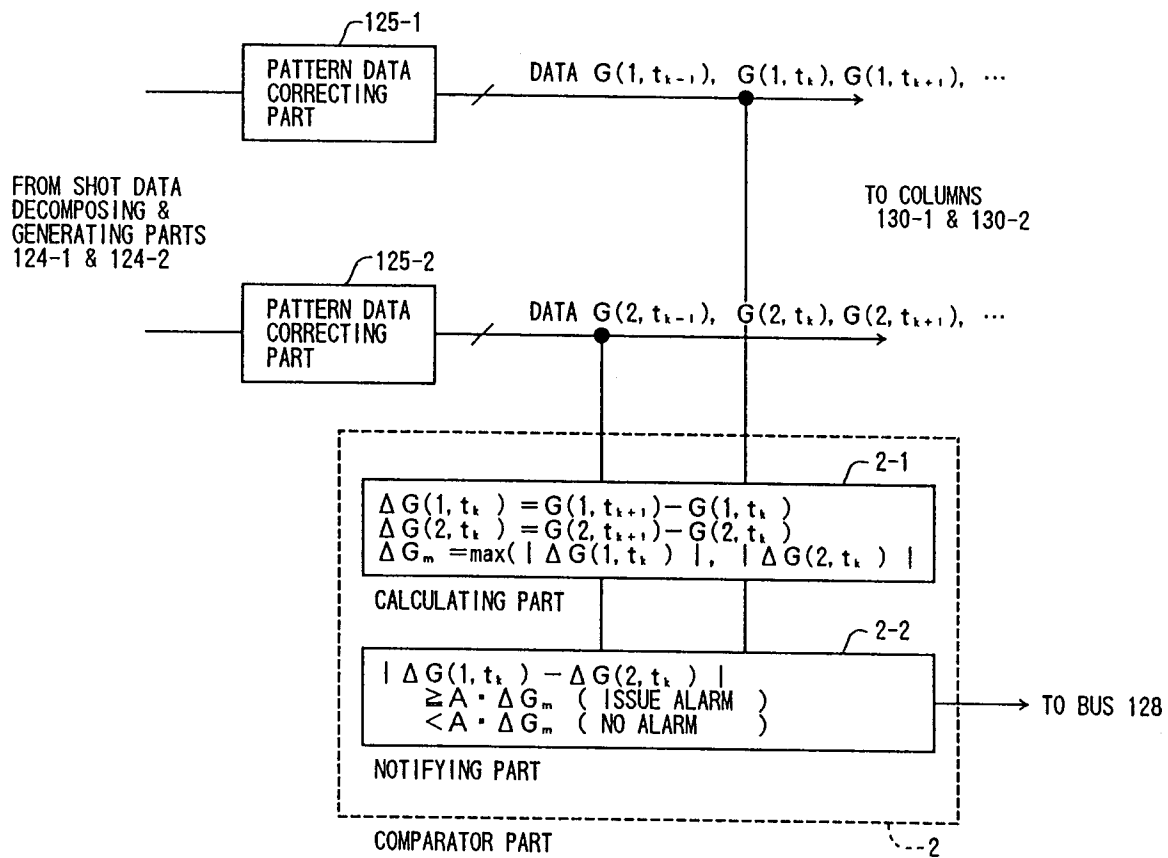 125-1
PATTERN DATA
CORRECTING
PART
DATA G(1, tₖ₋₁), G(1, tₖ), G(1, tₖ₊₁), ···
FROM SHOT DATA
DECOMPOSING &
GENERATING PARTS
124-1 & 124-2
TO COLUMNS
130-1 & 130-2
125-2
PATTERN DATA
CORRECTING
PART
DATA G(2, tₖ₋₁), G(2, tₖ), G(2, tₖ₊₁), ···
2-1
ΔG(1, tₖ ) =G(1, tₖ₊₁)−G(1, tₖ )
ΔG(2, tₖ ) =G(2, tₖ₊₁)−G(2, tₖ )
ΔGₘ =max( | ΔG(1, tₖ ) |, | ΔG(2, tₖ ) |
CALCULATING PART
2-2
| ΔG(1, tₖ ) − ΔG(2, tₖ ) |
≧A · ΔGₘ ( ISSUE ALARM )
<A · ΔGₘ ( NO ALARM )
TO BUS 128
NOTIFYING PART
COMPARATOR PART
2